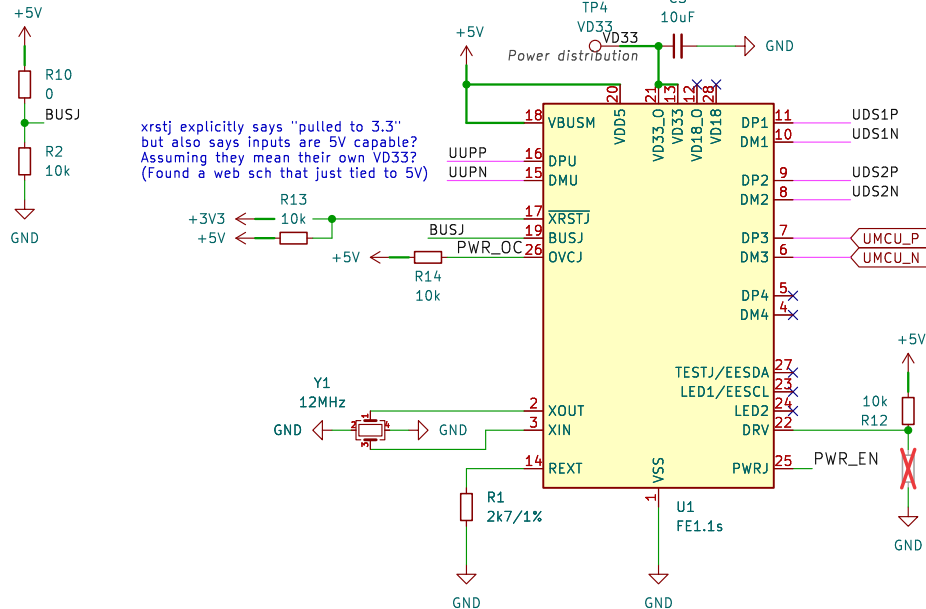 +5V
R10
0
BUSJ
R2
10k
GND
xrstj explicitly says "pulled to 3.3"
but also says inputs are 5V capable?
Assuming they mean their own VD33?
(Found a web sch that just tied to 5V)
TP4
VD33
VD33
10uF
GND
Power distribution
+5V
20
21
13
12
28
VDD5
VD33_O
VD33
VD18_O
VD18
18
VBUSM
UUPP
16
DPU
UUPN
15
DMU
R13
+3V3
10k
17
XRSTJ
+5V
BUSJ
19
BUSJ
PWR_OC
26
OVCJ
+5V
R14
10k
DP1
11
UDS1P
DM1
10
UDS1N
DP2
9
UDS2P
DM2
8
UDS2N
DP3
7
UMCU_P
DM3
6
UMCU_N
DP4
5
DM4
4
TESTJ/EESDA
27
LED1/EESCL
23
LED2
24
DRV
22
PWRJ
25
PWR_EN
+5V
10k
R12
GND
Y1
12MHz
GND
1
2
4
3
GND
2
XOUT
3
XIN
14
REXT
R1
2k7/1%
GND
VSS
1
U1
FE1.1s
GND